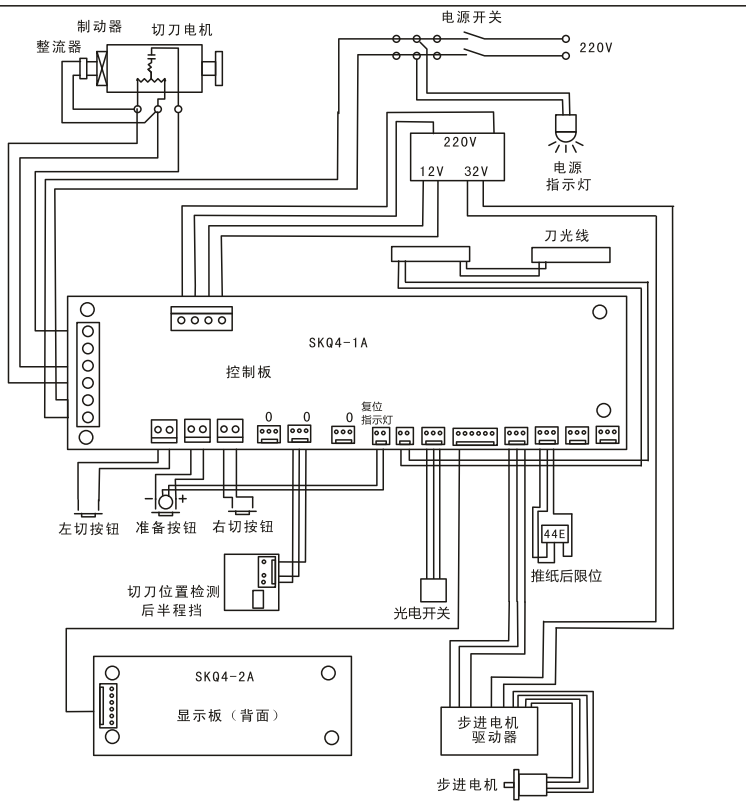 电源开关
制动器
切刀电机
整流器
220V
220V
12V 32V
电源
指示灯
刀光线
SKQ4-1A
控制板
复位
指示灯
0 0 0
- +
左切按钮
准备按钮
右切按钮
44E
推纸后限位
切刀位置检测
后半程挡
光电开关
SKQ4-2A
显示板（背面）
步进电机
驱动器
步进电机